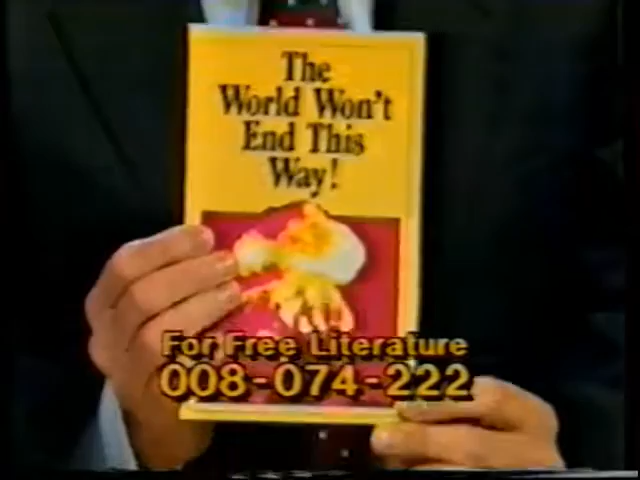 The
World Won't
End This
Way!
For Free Literature
008-074-222